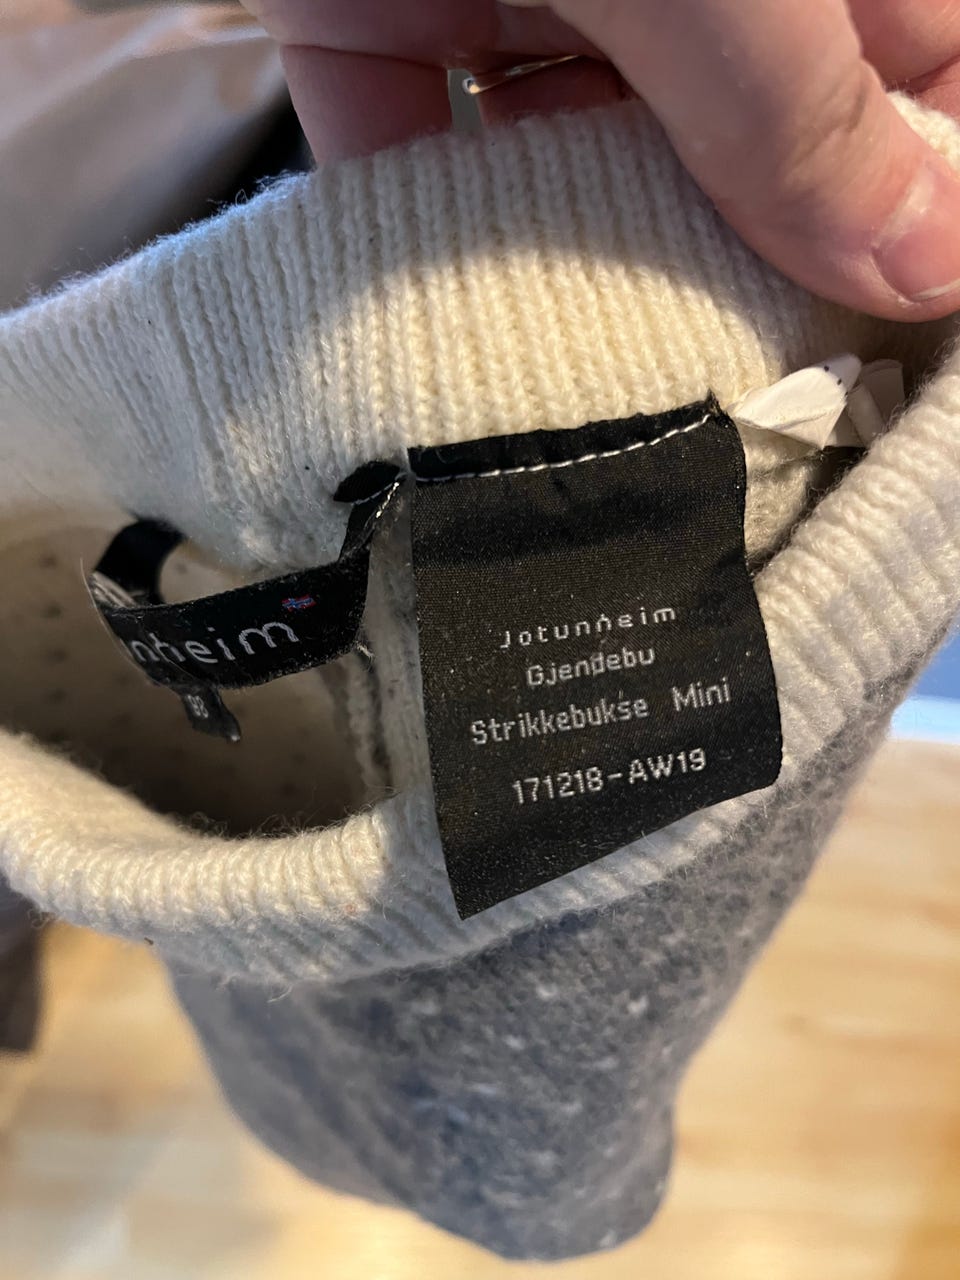 nheim
Jotunheim
Gjendebu
Strikkebukse Mini
171218-AW19